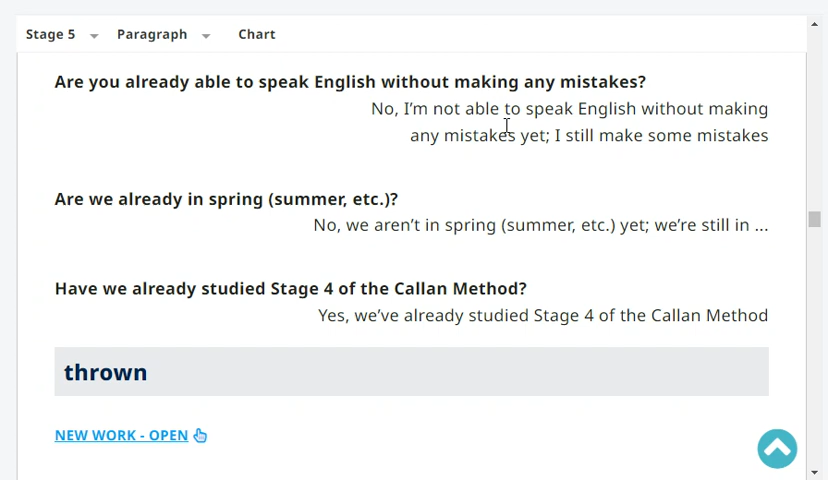 Stage 5 Paragraph Chart
Are you already able to speak English without making any mistakes?
No, I’m not able to speak English without making
any mistakes yet; I still make some mistakes
Are we already in spring (summer, etc.)?
No, we aren’t in spring (summer, etc.) yet; we’re still in ...
Have we already studied Stage 4 of the Callan Method?
Yes, we’ve already studied Stage 4 of the Callan Method
thrown
NEW WORK - OPEN